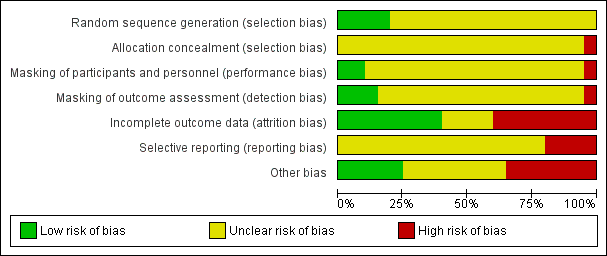 Random sequence generation (selection bias)
Allocation concealment (selection bias)
Masking of participants and personnel (performance bias)
Masking of outcome assessment (detection bias)
Incomplete outcome data (attrition bias)
Selective reporting (reporting bias)
Other bias
0% 25% 50% 75% 100%
Low risk of bias Unclear risk of bias High risk of bias